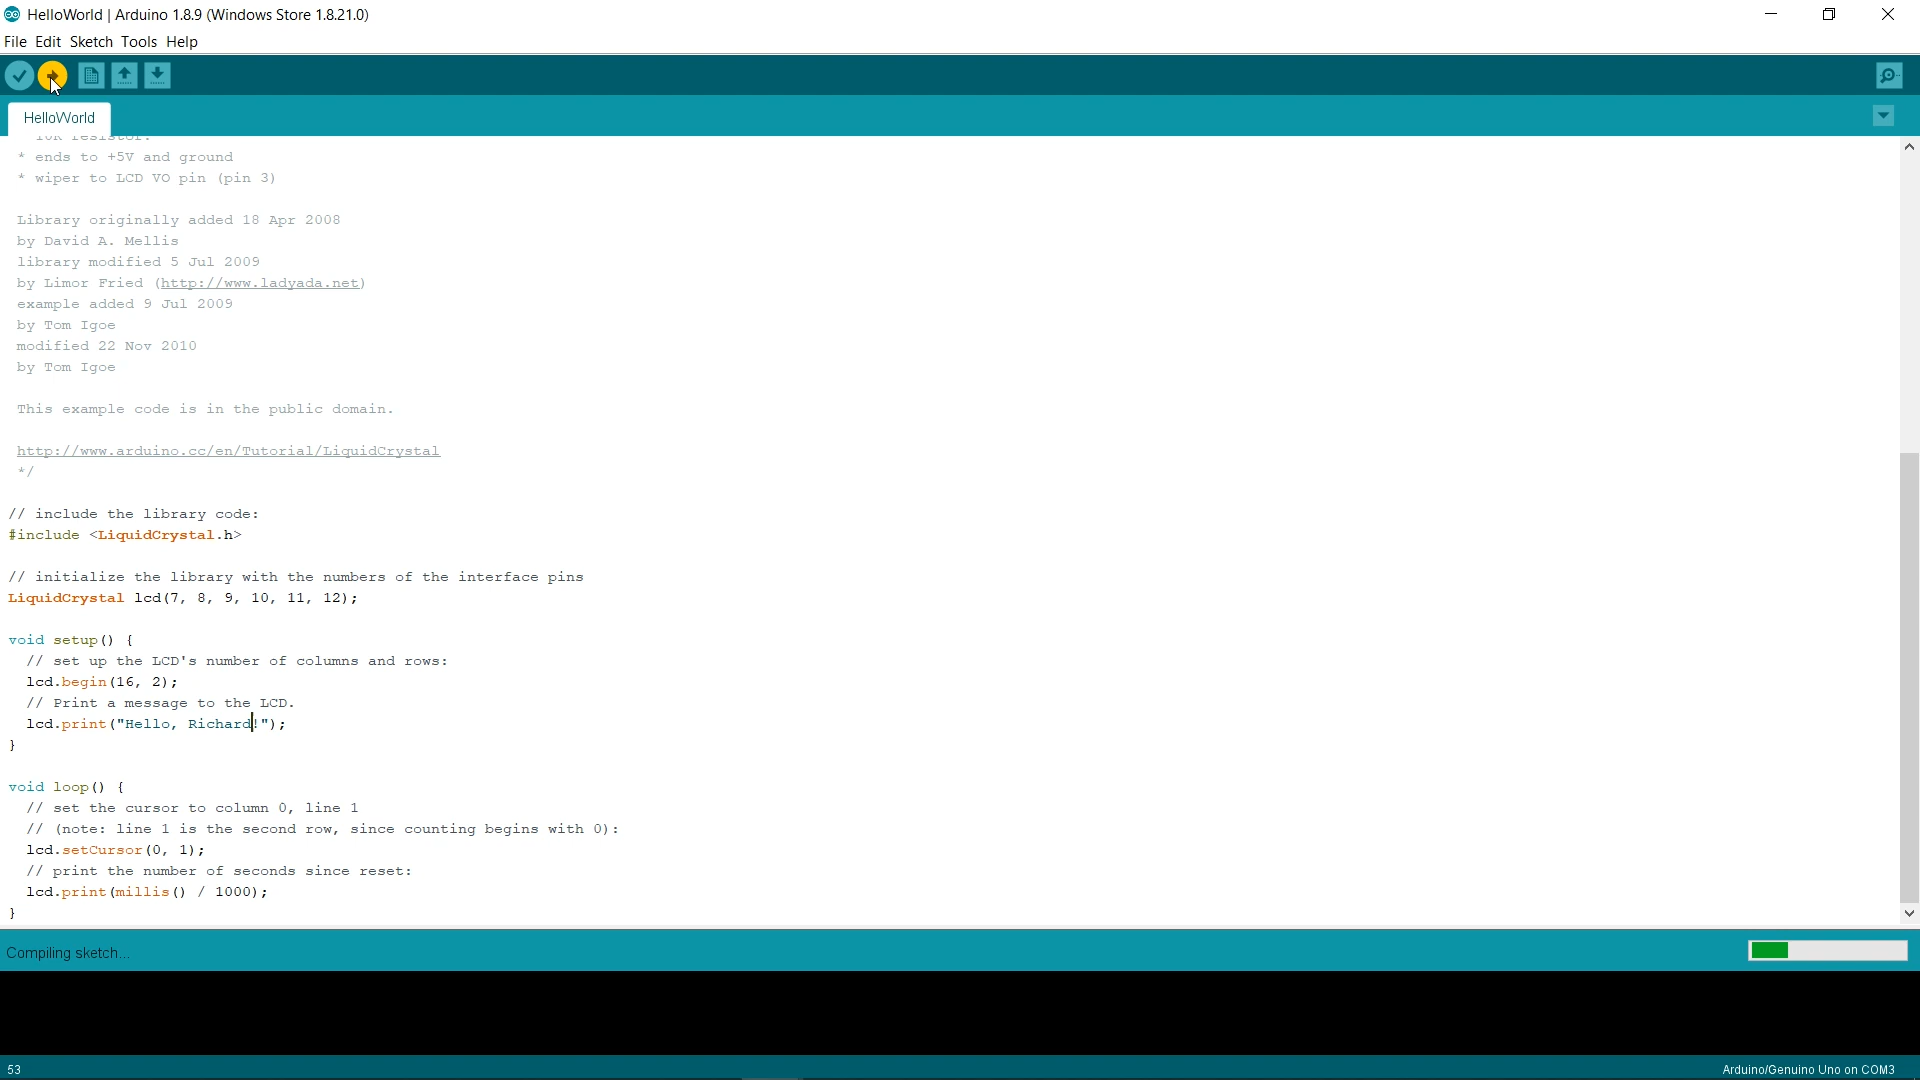 HelloWorld | Arduino 1.8.9 (Windows Store 1.8.21.0)
File Edit Sketch Tools Help
HelloWorld
10K resistor:
* ends to +5V and ground
* wiper to LCD VO pin (pin 3)
Library originally added 18 Apr 2008
by David A. Mellis
library modified 5 Jul 2009
by Limor Fried (http://www.ladyada.net)
example added 9 Jul 2009
by Tom Igoe
modified 22 Nov 2010
by Tom Igoe
This example code is in the public domain.
http://www.arduino.cc/en/Tutorial/LiquidCrystal
*/
// include the library code:
#include <LiquidCrystal.h>
// initialize the library with the numbers of the interface pins
LiquidCrystal lcd(7, 8, 9, 10, 11, 12);
void setup() {
// set up the LCD's number of columns and rows:
lcd.begin(16, 2);
// Print a message to the LCD.
lcd.print("Hello, Richard!");
}
void loop() {
// set the cursor to column 0, line 1
// (note: line 1 is the second row, since counting begins with 0):
lcd.setCursor(0, 1);
// print the number of seconds since reset:
lcd.print(millis() / 1000);
}
Compiling sketch...
53
Arduino/Genuino Uno on COM3